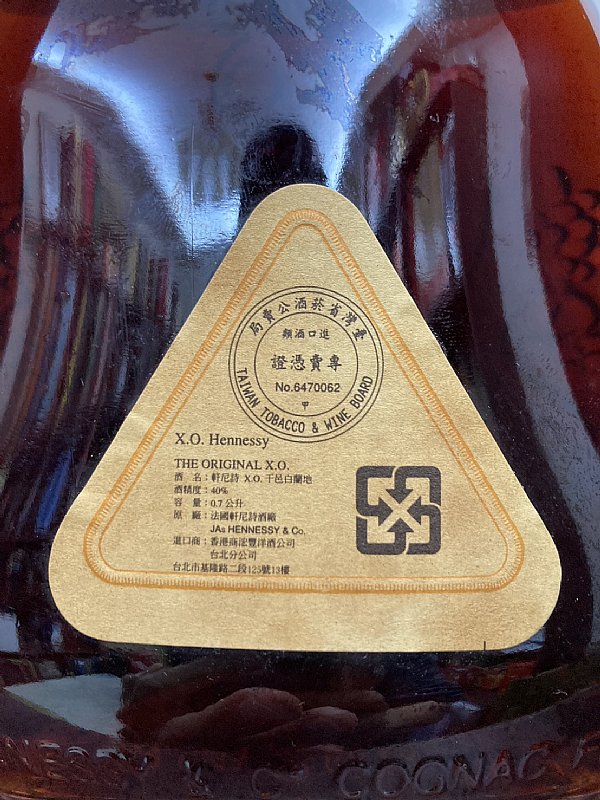 局賣公酒菸省灣臺
類酒口進
證憑賣專
No.6470062
甲
TAIWAN TOBACCO & WINE BOARD
X.O. Hennessy
THE ORIGINAL X.O.
酒 名：軒尼詩 X.O. 干邑白蘭地
酒精度：40%
容 量：0.7公升
原 廠：法國軒尼詩酒廠
JAs HENNESSY & Co.
進口商：香港商淞豐洋酒公司
台北分公司
台北市基隆路二段125號13樓
NESSY & Co COGNAC F